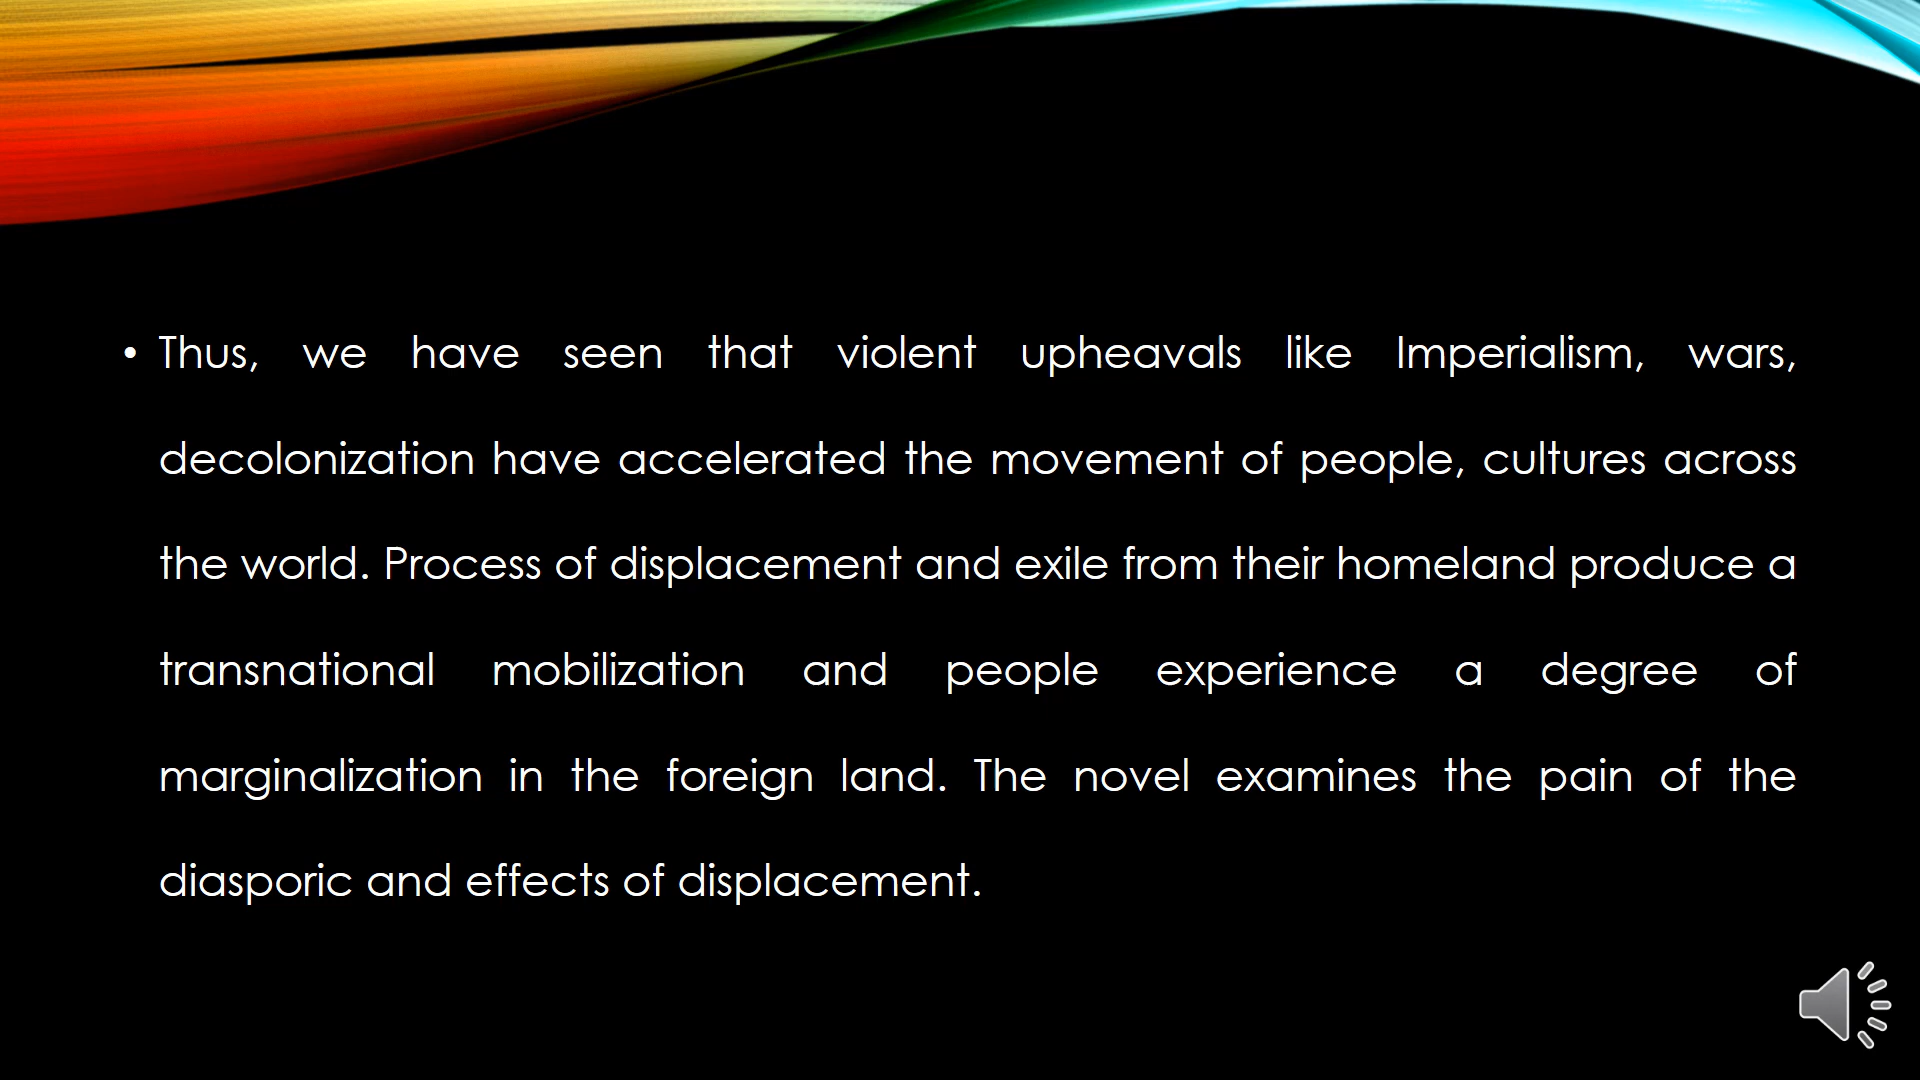 • Thus, we have seen that violent upheavals like Imperialism, wars,
decolonization have accelerated the movement of people, cultures across
the world. Process of displacement and exile from their homeland produce a
transnational mobilization and people experience a degree of
marginalization in the foreign land. The novel examines the pain of the
diasporic and effects of displacement.